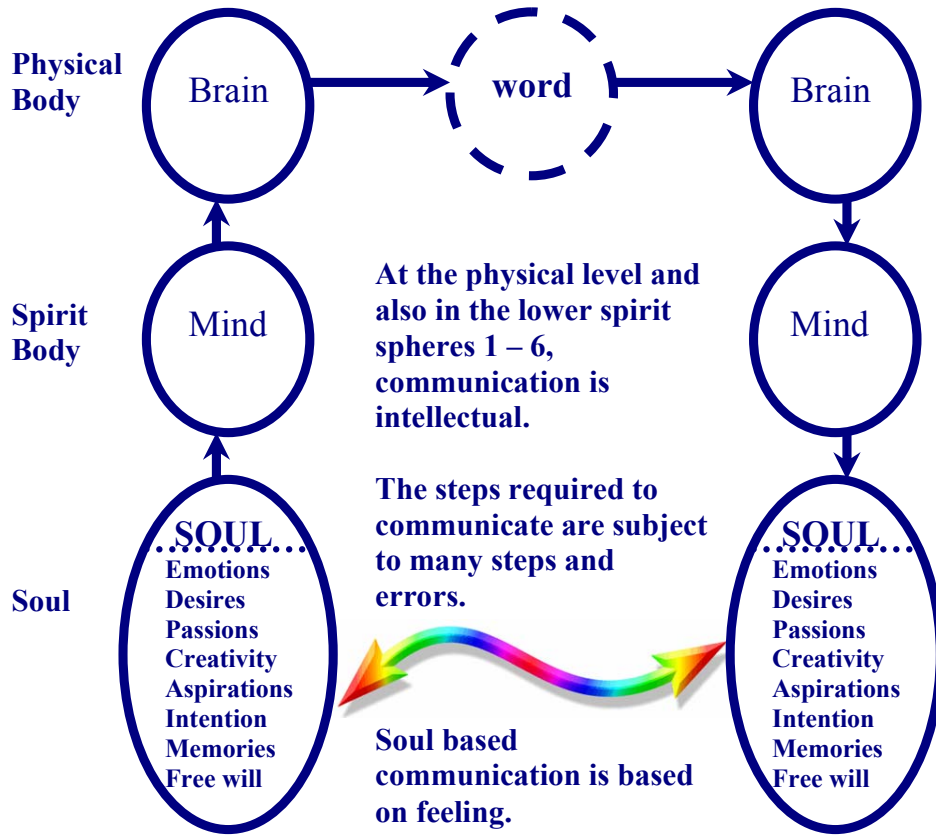 Physical
Body
Brain
word
Brain
Spirit
Body
Mind
At the physical level and
also in the lower spirit
spheres 1 – 6,
communication is
intellectual.
Mind
The steps required to
communicate are subject
to many steps and
errors.
Soul
SOUL
Emotions
Desires
Passions
Creativity
Aspirations
Intention
Memories
Free will
Soul based
communication is based
on feeling.
SOUL
Emotions
Desires
Passions
Creativity
Aspirations
Intention
Memories
Free will